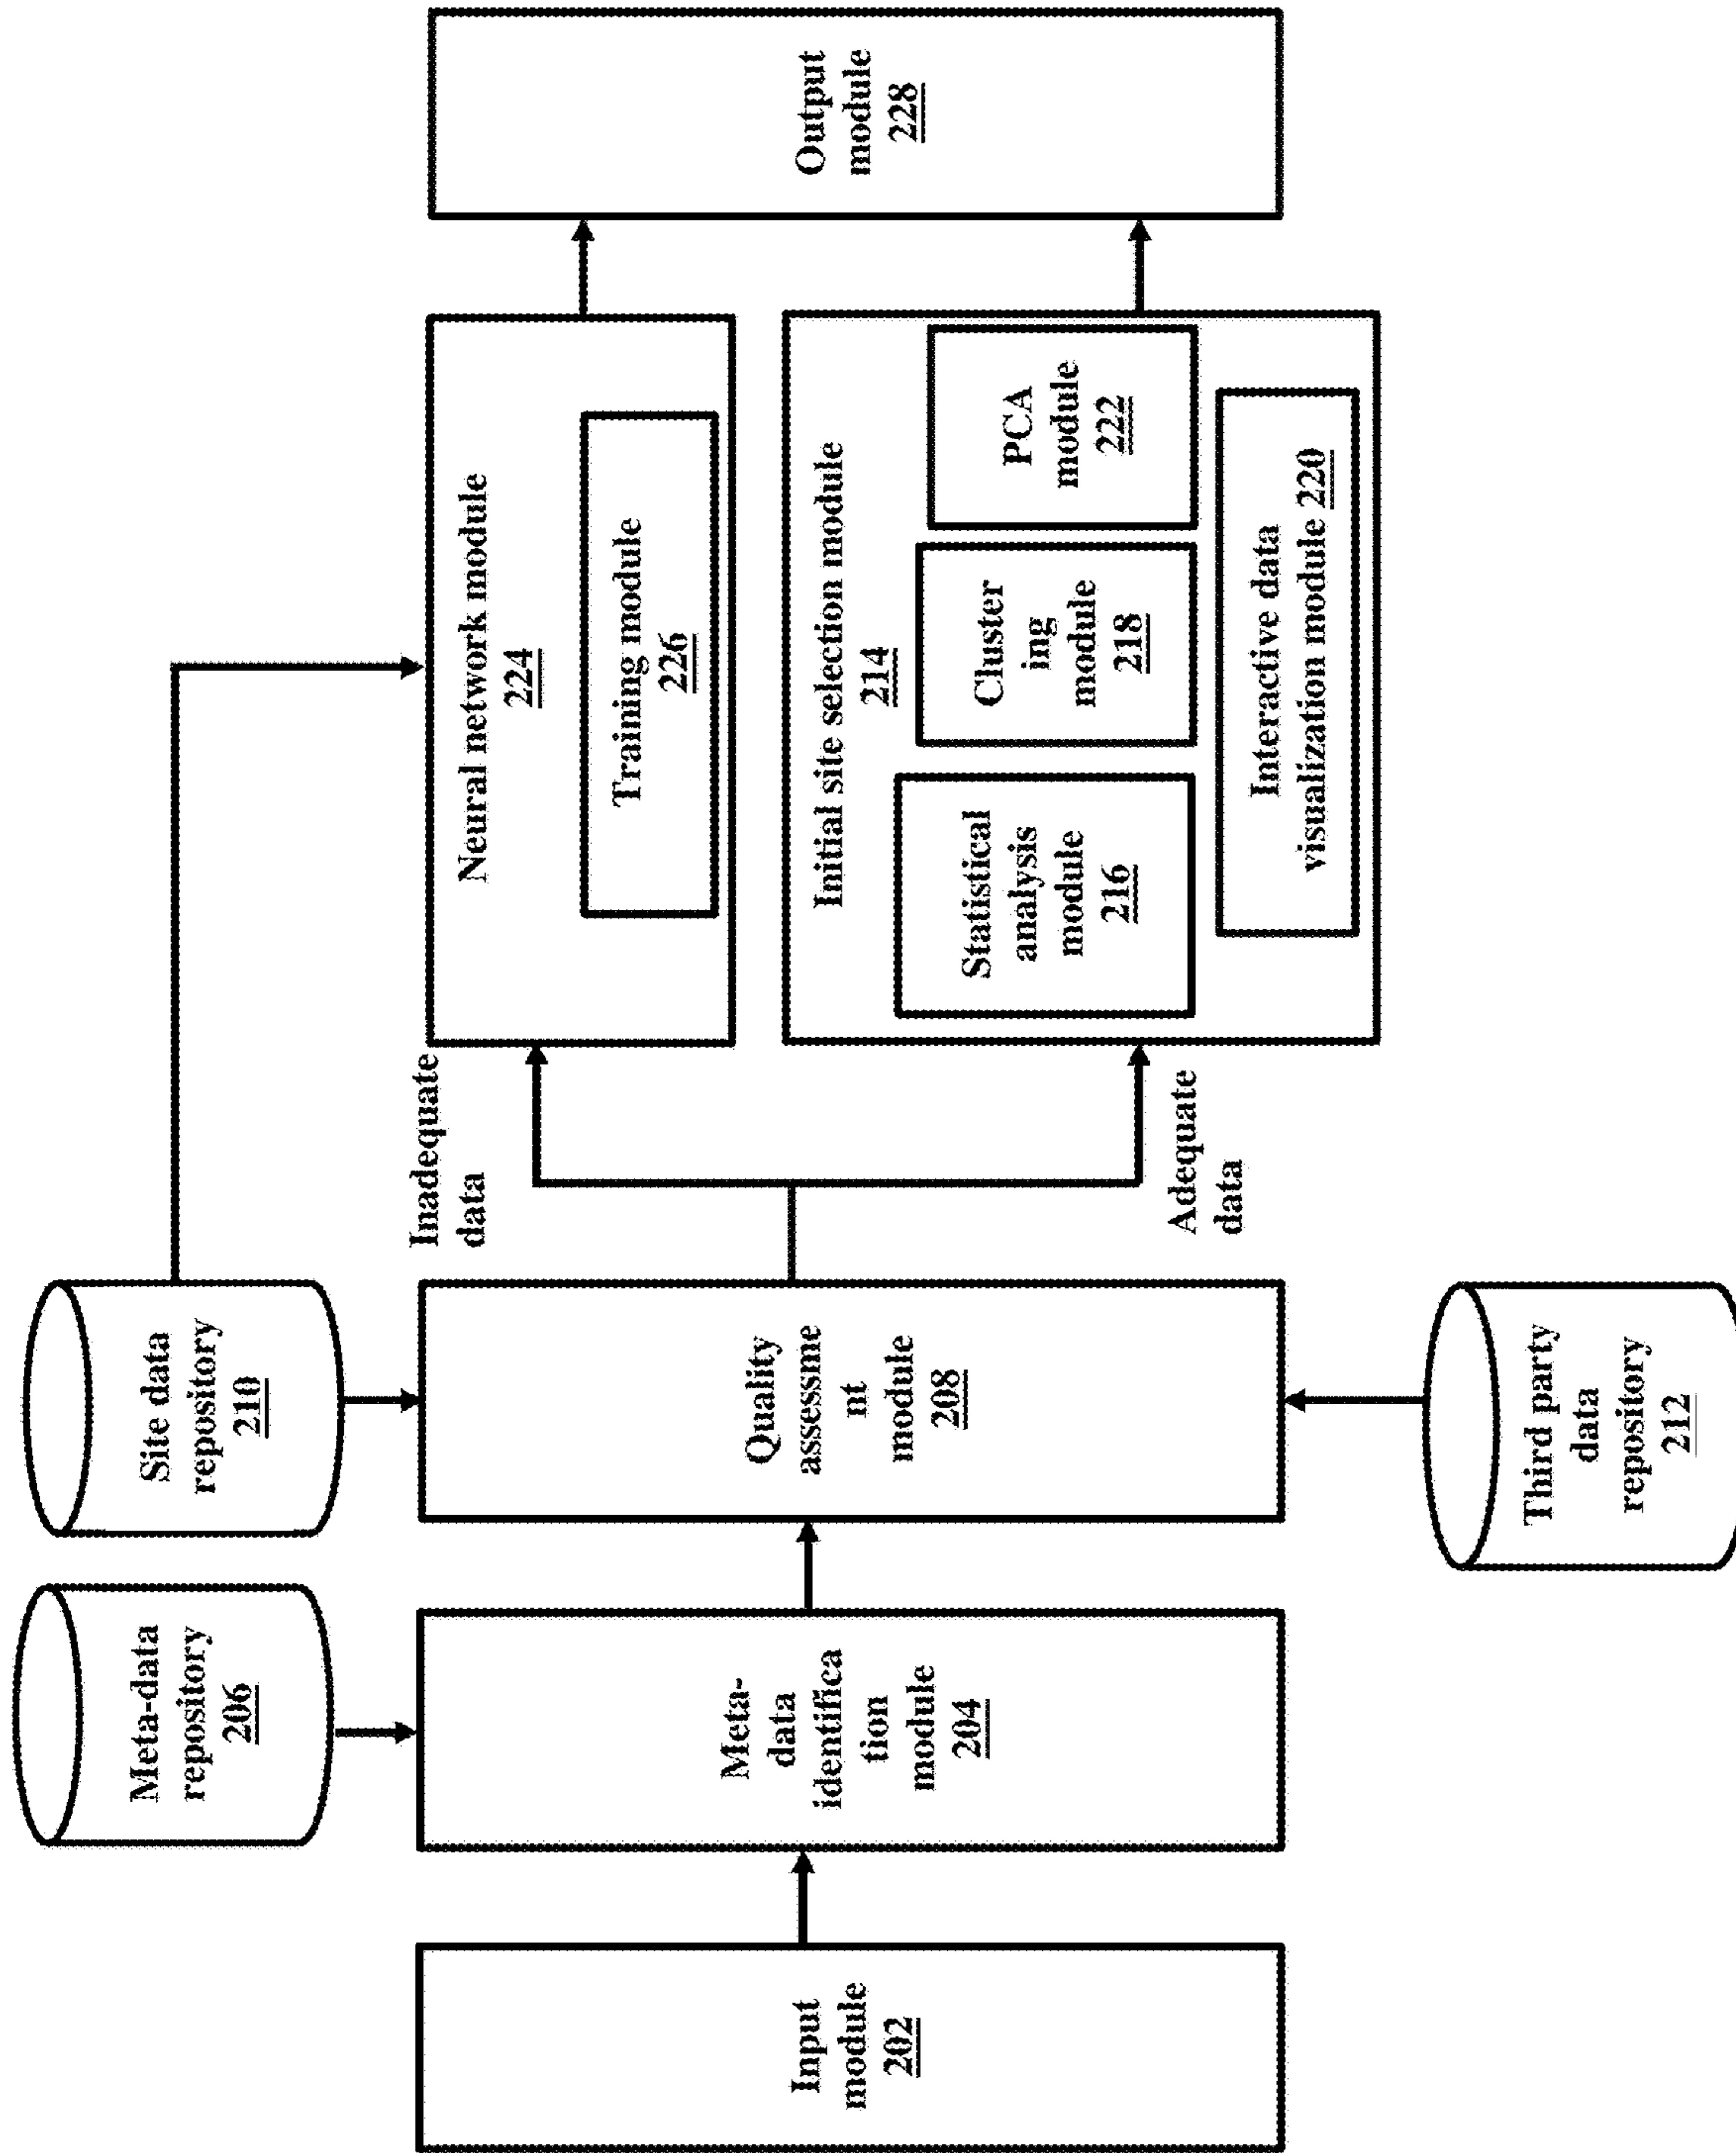 Meta-data
repository
206
Site data
repository
210
Input
module
202
Meta-
data
identifica
tion
module
204
Quality
assessme
nt
module
208
Third party
data
repository
212
Inadequate
data
Adequate
data
Neural network module
224
Training module
226
Initial site selection module
214
Statistical
analysis
module
216
Cluster
ing
module
218
PCA
module
222
Interactive data
visualization module 220
Output
module
228